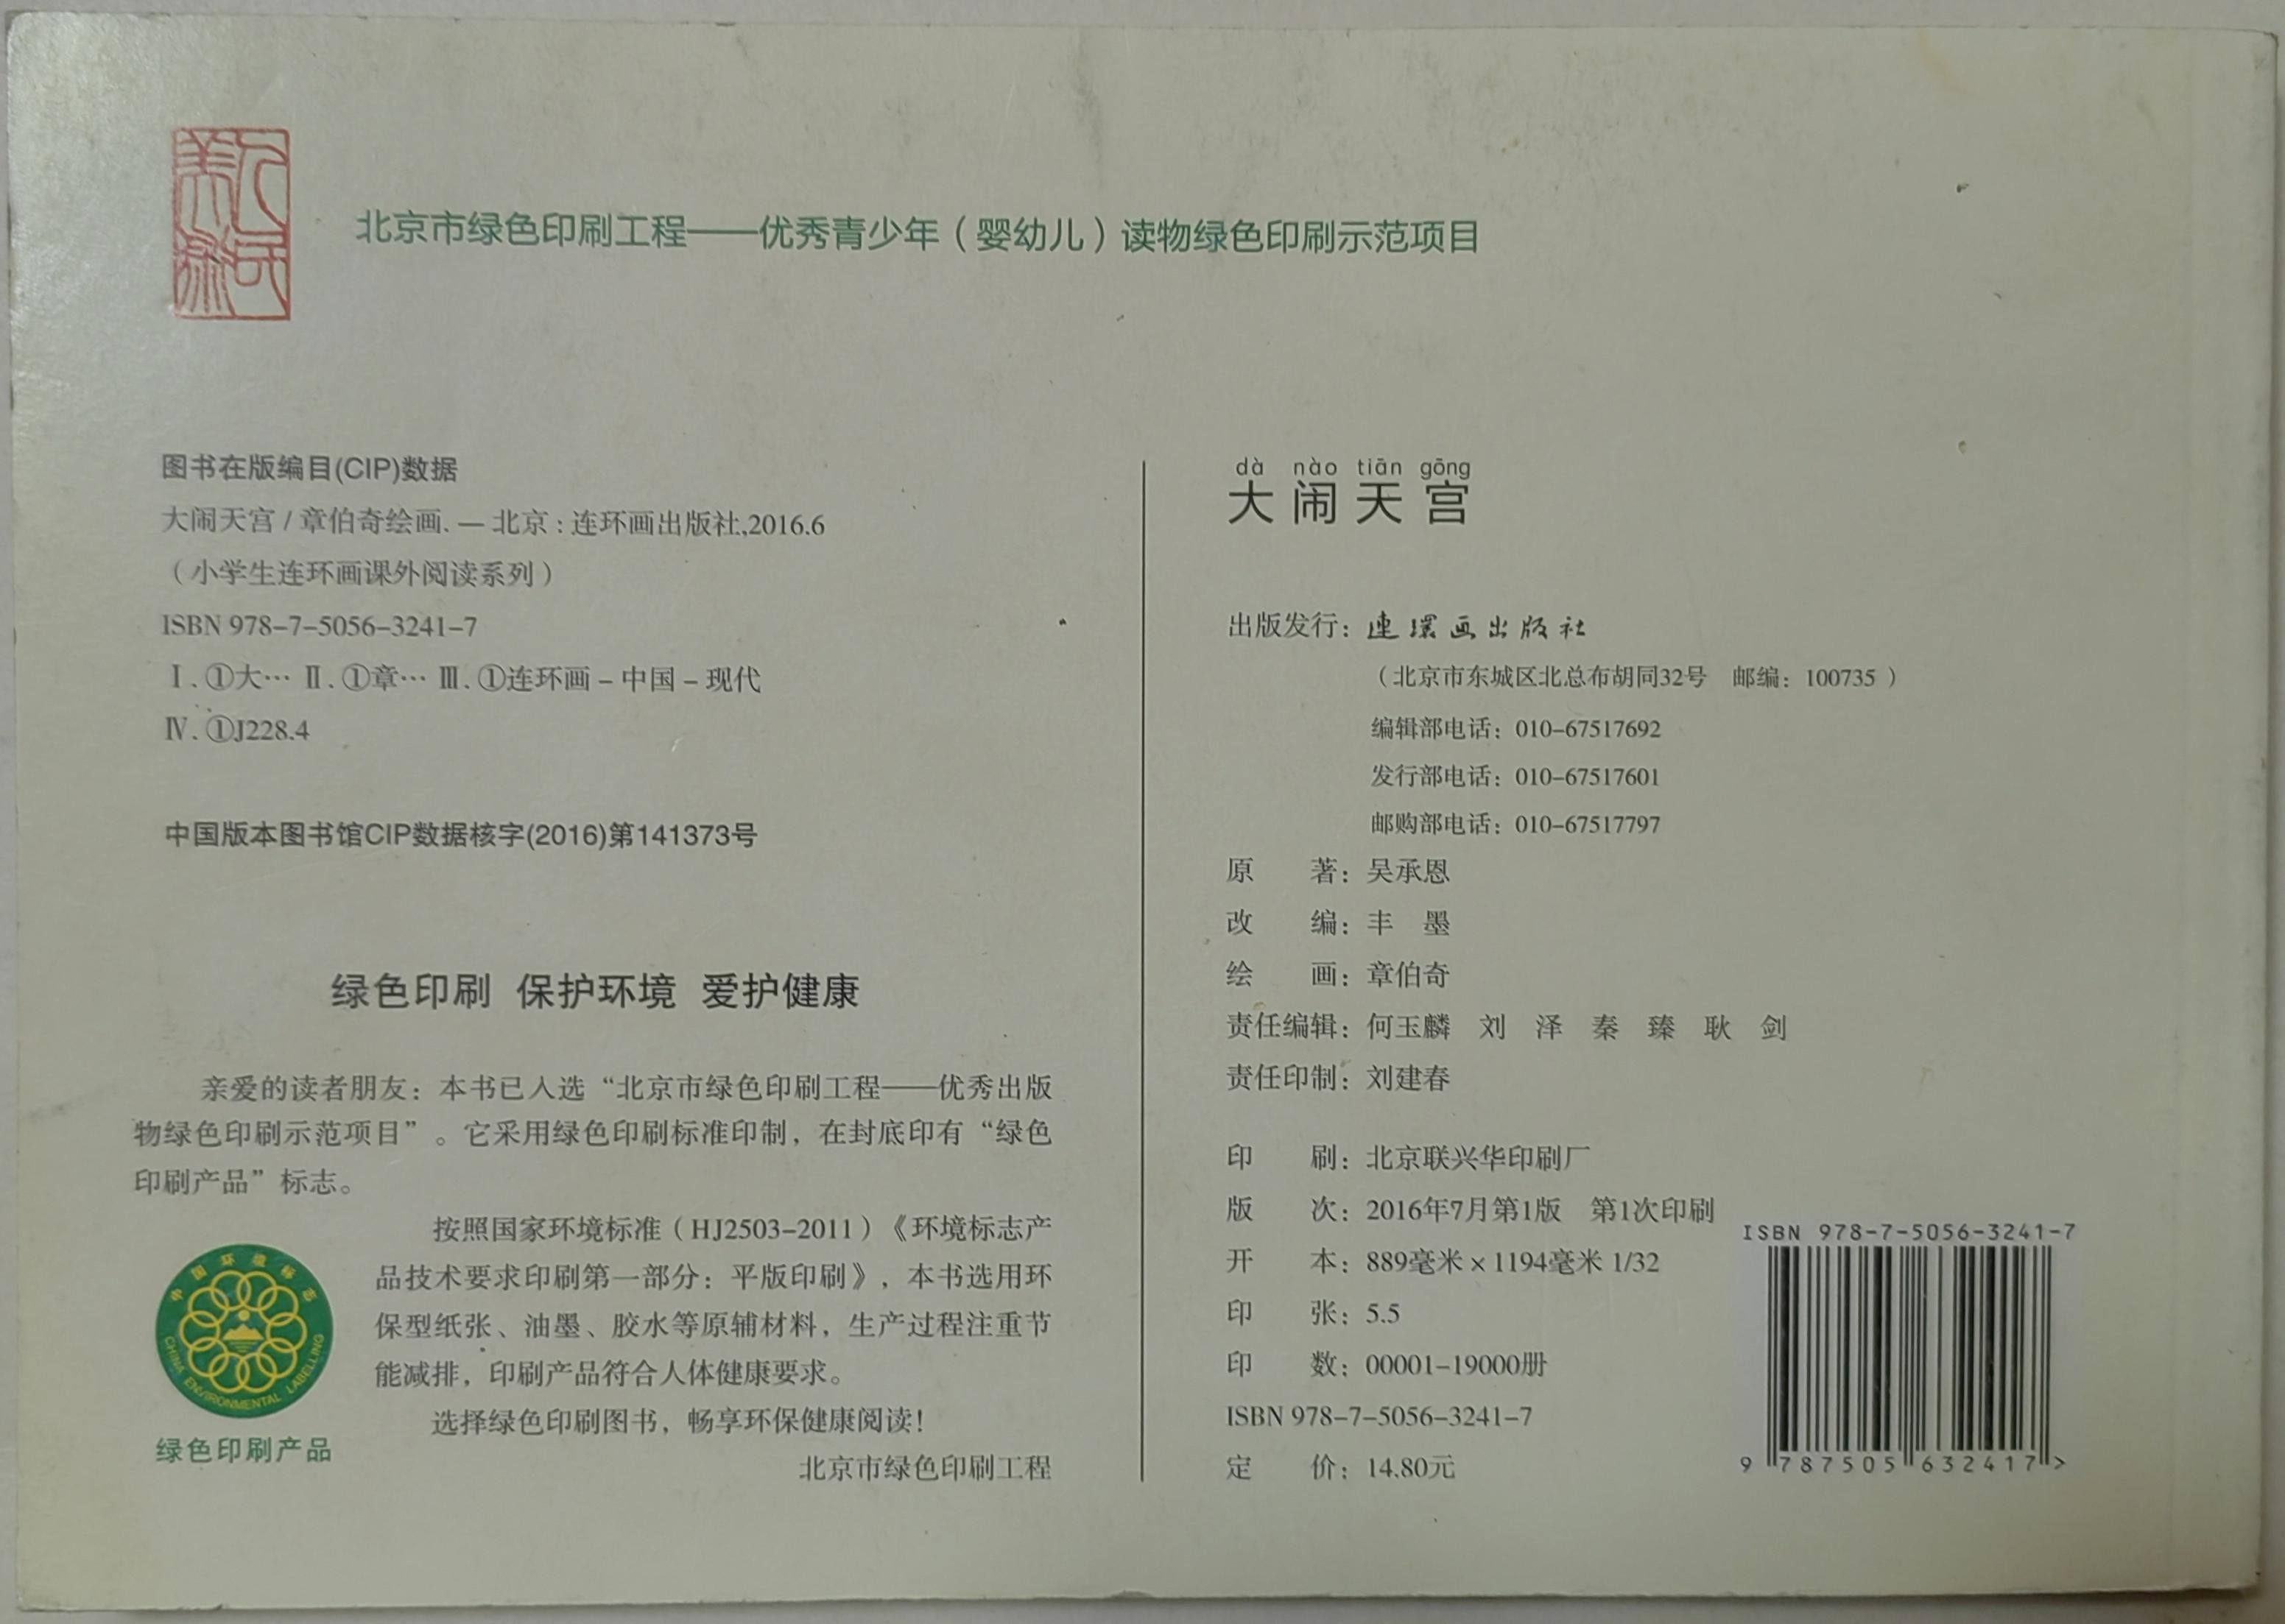 人民
美术
北京市绿色印刷工程——优秀青少年（婴幼儿）读物绿色印刷示范项目
图书在版编目(CIP)数据
大闹天宫 / 章伯奇绘画. — 北京 : 连环画出版社,2016.6
（小学生连环画课外阅读系列）
ISBN 978-7-5056-3241-7
Ⅰ.①大… Ⅱ.①章… Ⅲ.①连环画－中国－现代
Ⅳ.①J228.4
中国版本图书馆CIP数据核字(2016)第141373号
绿色印刷 保护环境 爱护健康
亲爱的读者朋友：本书已入选“北京市绿色印刷工程——优秀出版
物绿色印刷示范项目”。它采用绿色印刷标准印制，在封底印有“绿色
印刷产品”标志。
按照国家环境标准（HJ2503-2011）《环境标志产
品技术要求印刷第一部分：平版印刷》，本书选用环
保型纸张、油墨、胶水等原辅材料，生产过程注重节
能减排，印刷产品符合人体健康要求。
选择绿色印刷图书，畅享环保健康阅读！
北京市绿色印刷工程
中国环境标志
CHINA ENVIRONMENTAL LABELLING
绿色印刷产品
dà nào tiān gōng
大闹天宫
出版发行：连环画出版社
（北京市东城区北总布胡同32号 邮编：100735）
编辑部电话：010-67517692
发行部电话：010-67517601
邮购部电话：010-67517797
原 著：吴承恩
改 编：丰 墨
绘 画：章伯奇
责任编辑：何玉麟 刘 泽 秦 臻 耿 剑
责任印制：刘建春
印 刷：北京联兴华印刷厂
版 次：2016年7月第1版 第1次印刷
开 本：889毫米×1194毫米 1/32
印 张：5.5
印 数：00001-19000册
ISBN 978-7-5056-3241-7
定 价：14.80元
ISBN 978-7-5056-3241-7
9 787505 632417 >